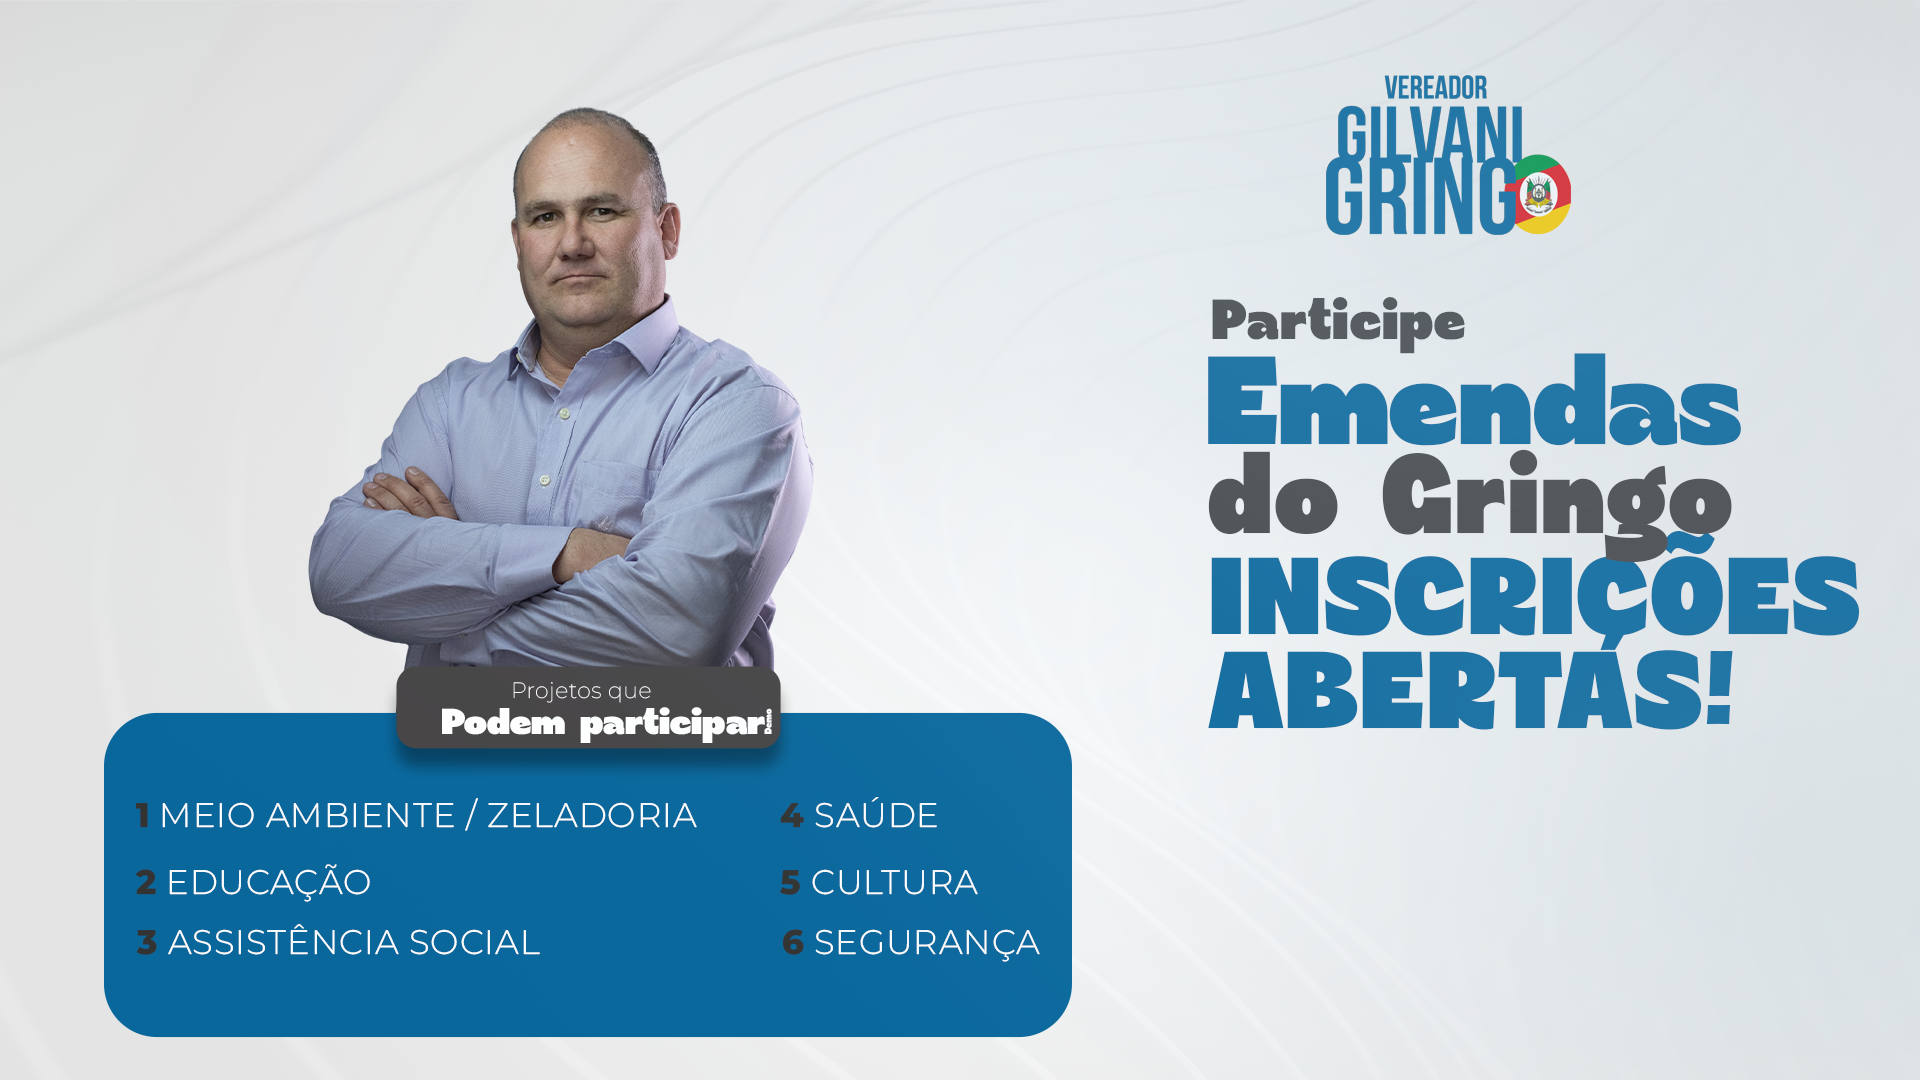 VEREADOR
GILVANI
GRINGO
Participe
Emendas
do Gringo
INSCRIÇÕES
ABERTAS!
Projetos que
Podem participar
Demo
1 MEIO AMBIENTE / ZELADORIA
2 EDUCAÇÃO
3 ASSISTÊNCIA SOCIAL
4 SAÚDE
5 CULTURA
6 SEGURANÇA